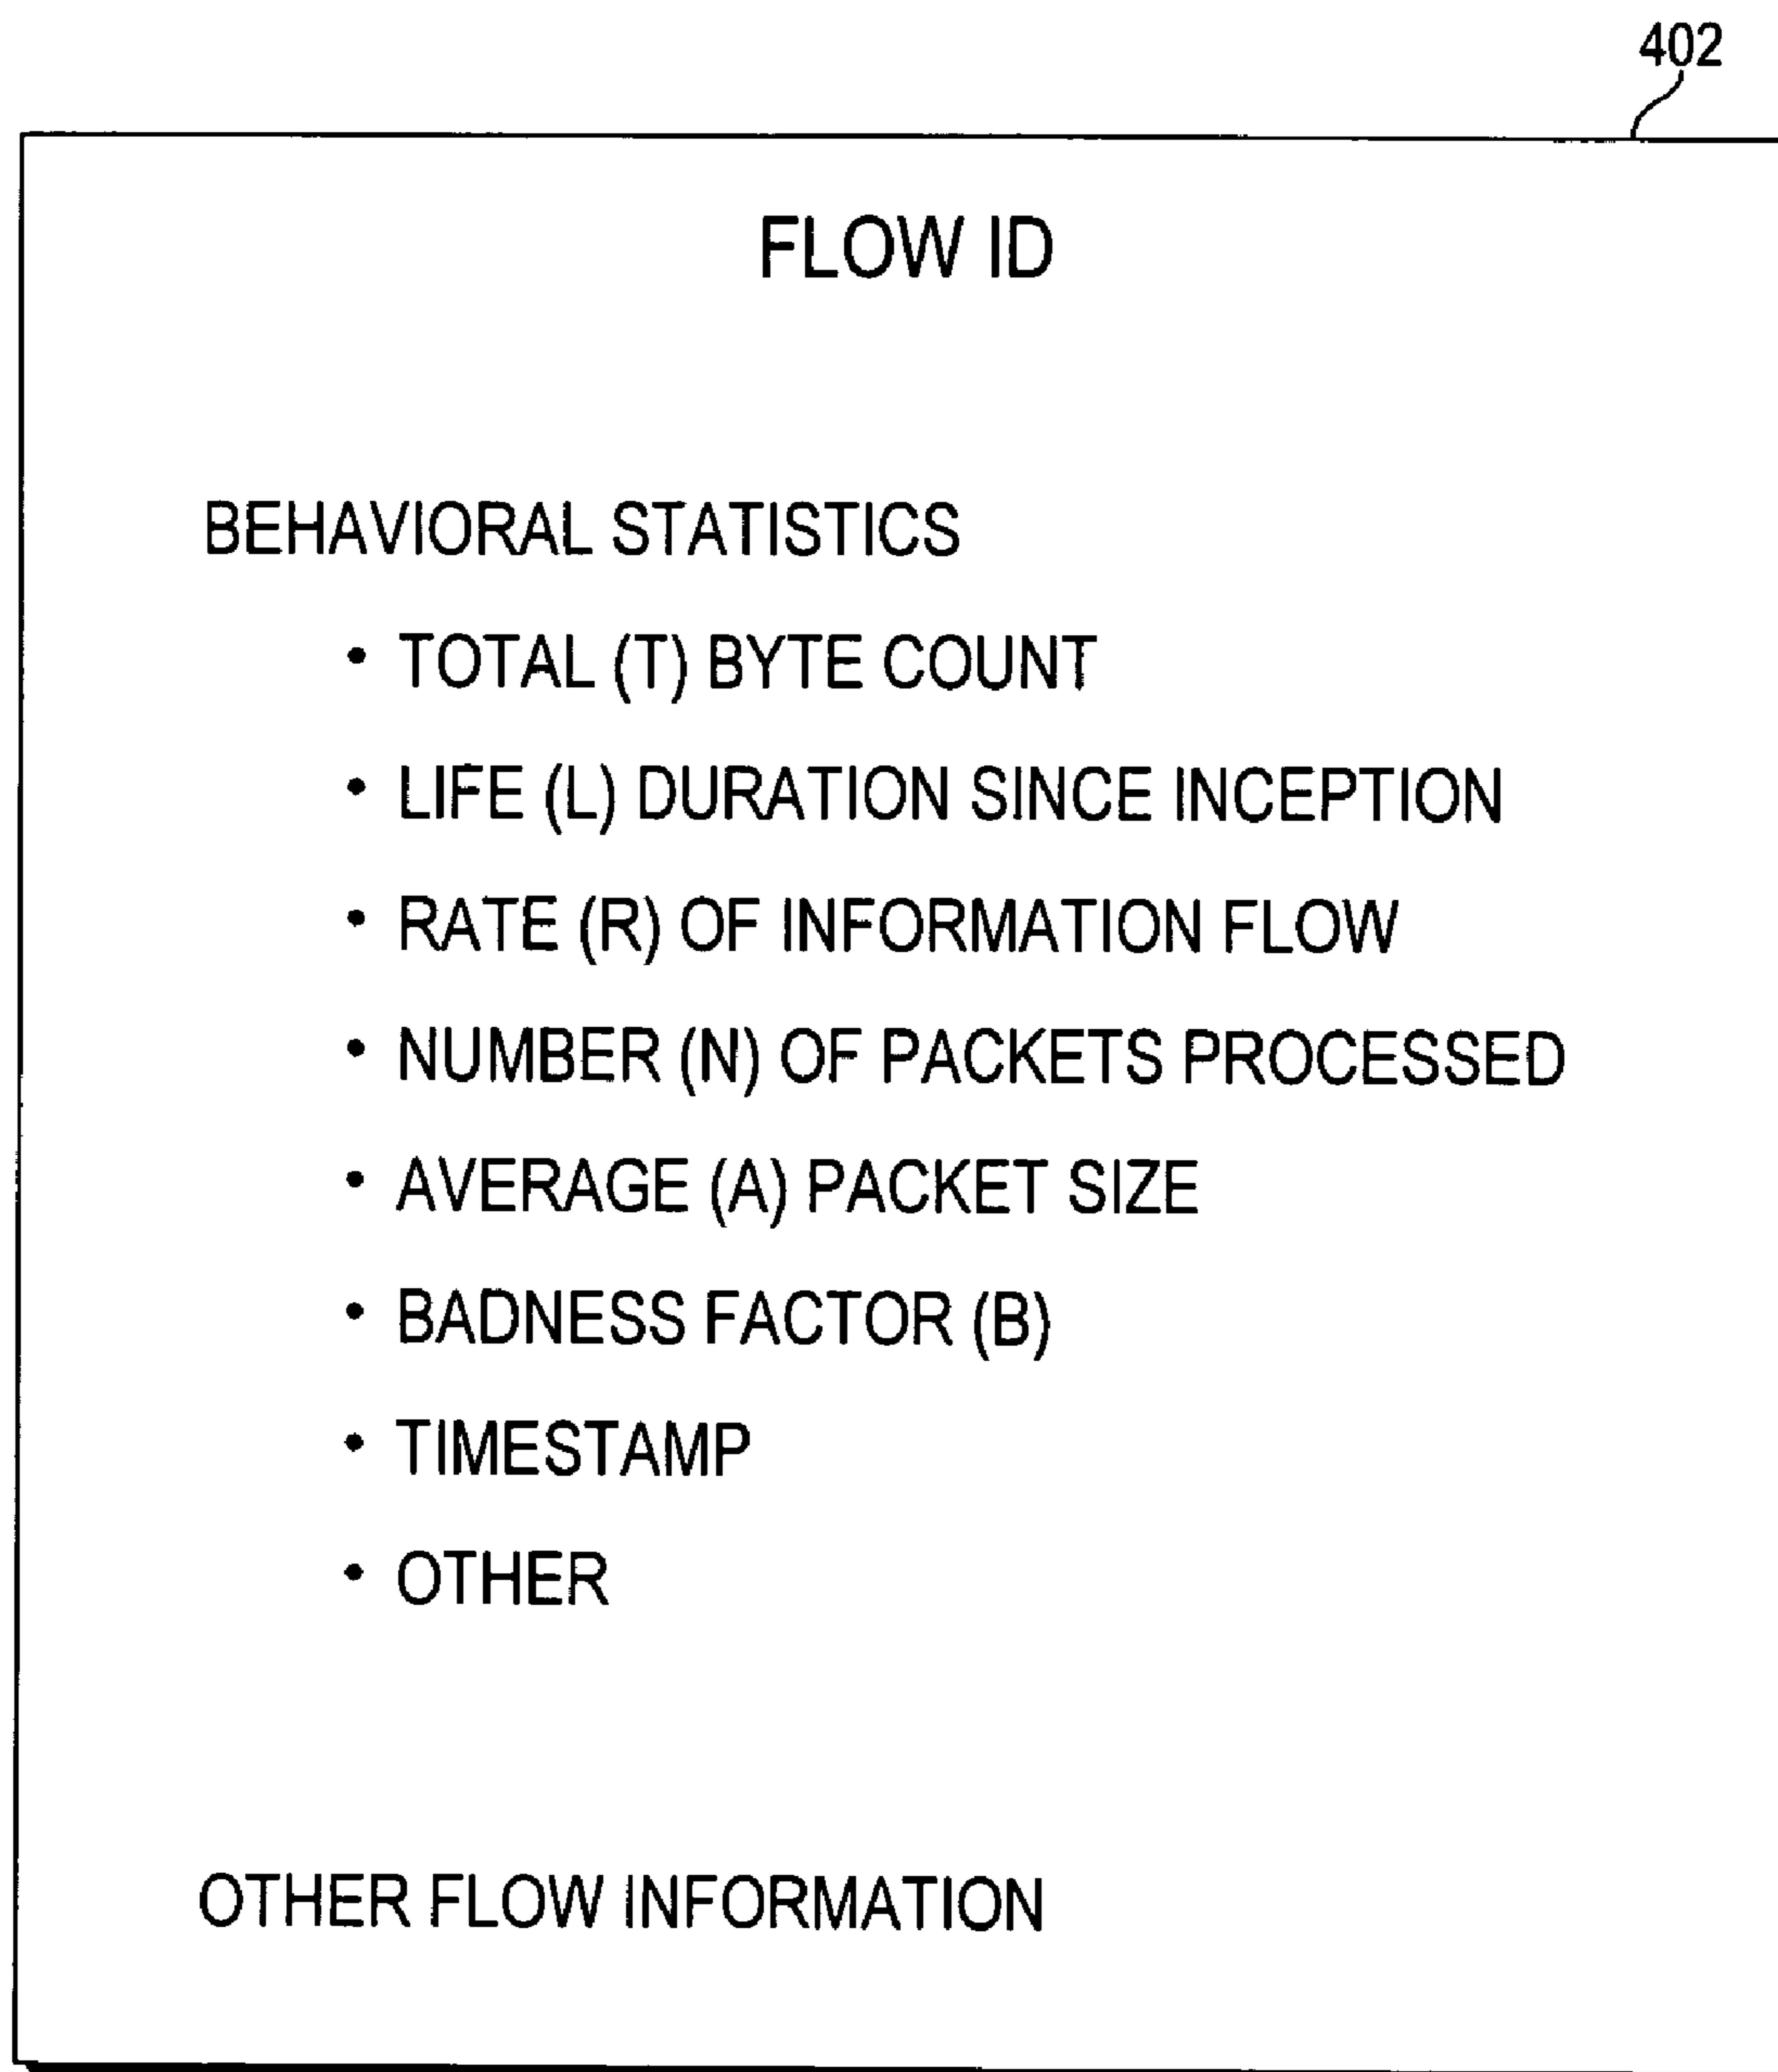 402
FLOW ID
BEHAVIORAL STATISTICS
• TOTAL (T) BYTE COUNT
• LIFE (L) DURATION SINCE INCEPTION
• RATE (R) OF INFORMATION FLOW
• NUMBER (N) OF PACKETS PROCESSED
• AVERAGE (A) PACKET SIZE
• BADNESS FACTOR (B)
• TIMESTAMP
• OTHER
OTHER FLOW INFORMATION